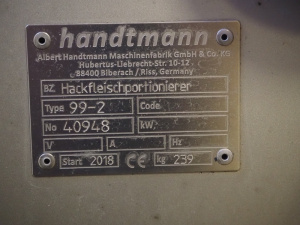 handtmann
Albert Handtmann Maschinenfabrik GmbH & Co. KG
Hubertus-Liebrecht-Str. 10-12
88400 Biberach / Riss, Germany
BZ. Hackfleischportionierer
Type 99-2 Code
No 40948 kW
V A Hz
Start 2018 CE kg 239